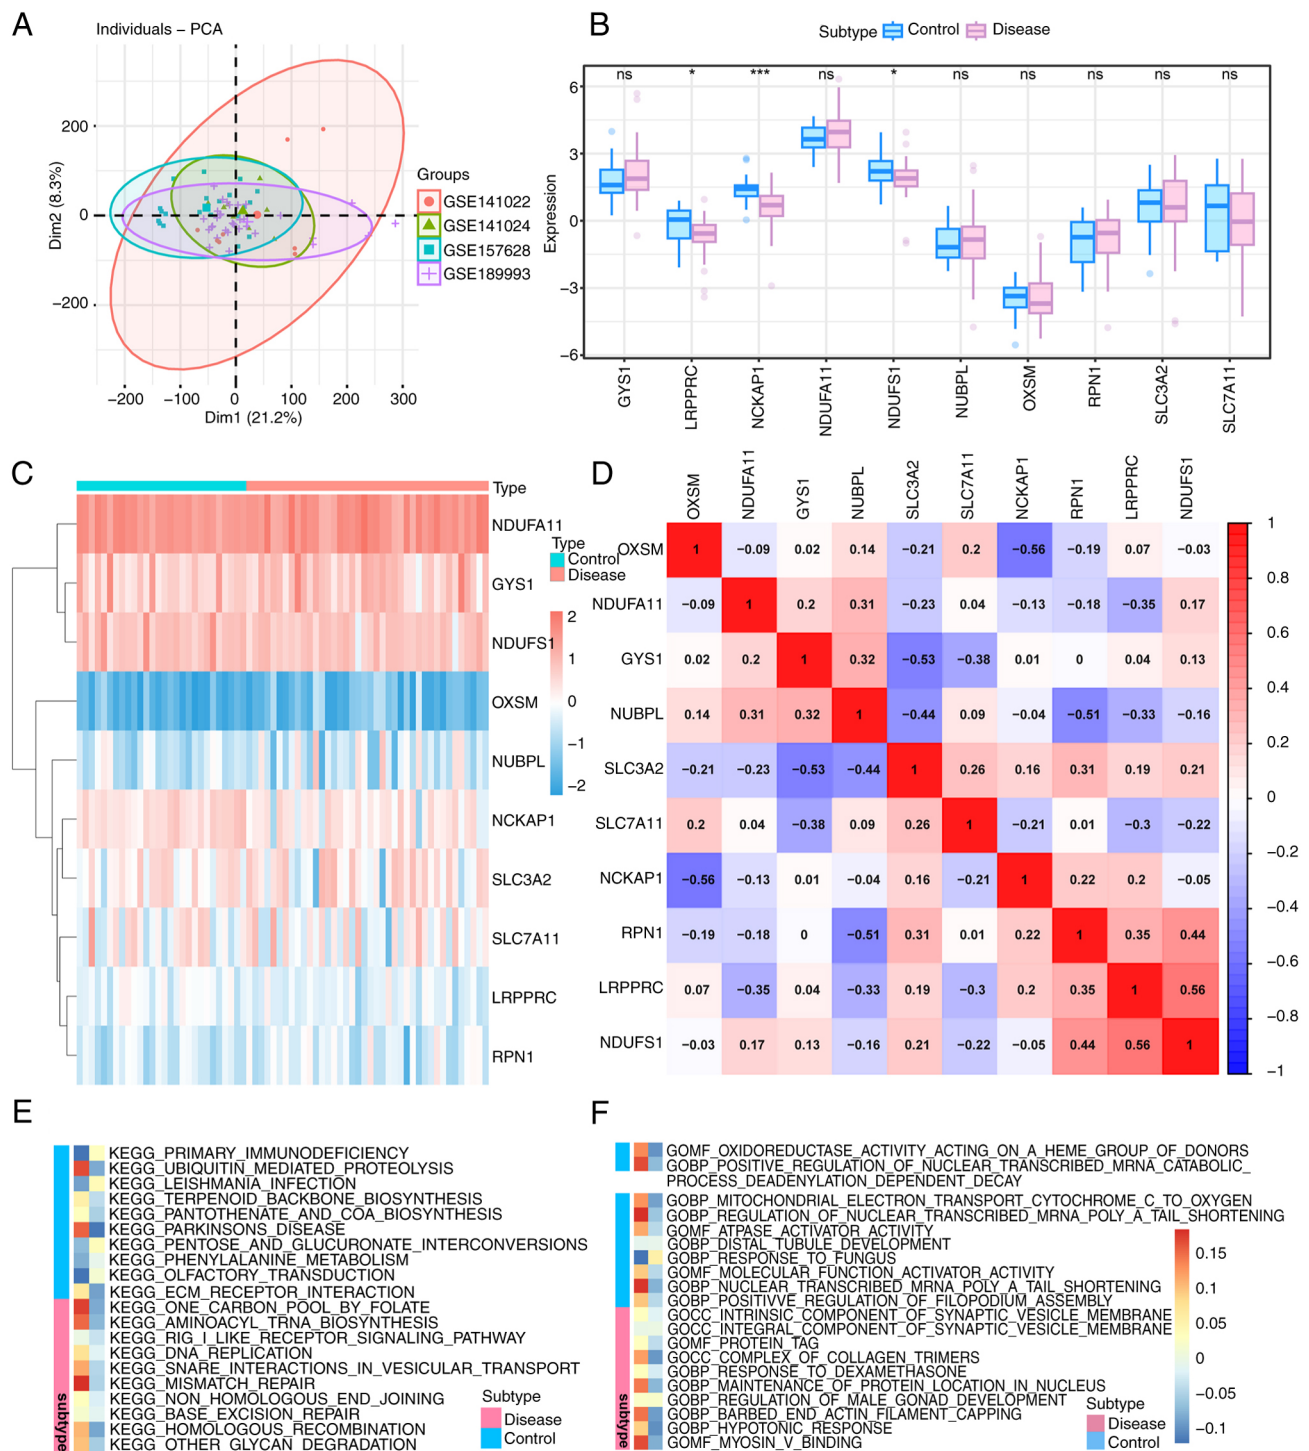 A
Individuals – PCA
200
0
−200
Dim2 (8.3%)
−200
−100
0
100
200
300
Dim1 (21.2%)
Groups
GSE141022
GSE141024
GSE157628
GSE189993
B
Subtype
Control
Disease
ns
*
***
ns
*
ns
ns
ns
ns
ns
6
3
0
−3
−6
Expression
GYS1
LRPPRC
NCKAP1
NDUFA11
NDUFS1
NUBPL
OXSM
RPN1
SLC3A2
SLC7A11
C
Type
NDUFA11
GYS1
NDUFS1
OXSM
NUBPL
NCKAP1
SLC3A2
SLC7A11
LRPPRC
RPN1
Type
Control
Disease
2
1
0
−1
−2
D
OXSM NDUFA11 GYS1 NUBPL SLC3A2 SLC7A11 NCKAP1 RPN1 LRPPRC NDUFS1
OXSM 1 −0.09 0.02 0.14 −0.21 0.2 −0.56 −0.19 0.07 −0.03
NDUFA11 −0.09 1 0.2 0.31 −0.23 0.04 −0.13 −0.18 −0.35 0.17
GYS1 0.02 0.2 1 0.32 −0.53 −0.38 0.01 0 0.04 0.13
NUBPL 0.14 0.31 0.32 1 −0.44 0.09 −0.04 −0.51 −0.33 −0.16
SLC3A2 −0.21 −0.23 −0.53 −0.44 1 0.26 0.16 0.31 0.19 0.21
SLC7A11 0.2 0.04 −0.38 0.09 0.26 1 −0.21 0.01 −0.3 −0.22
NCKAP1 −0.56 −0.13 0.01 −0.04 0.16 −0.21 1 0.22 0.2 −0.05
RPN1 −0.19 −0.18 0 −0.51 0.31 0.01 0.22 1 0.35 0.44
LRPPRC 0.07 −0.35 0.04 −0.33 0.19 −0.3 0.2 0.35 1 0.56
NDUFS1 −0.03 0.17 0.13 −0.16 0.21 −0.22 −0.05 0.44 0.56 1
1
0.8
0.6
0.4
0.2
0
−0.2
−0.4
−0.6
−0.8
−1
E
KEGG_PRIMARY_IMMUNODEFICIENCY
KEGG_UBIQUITIN_MEDIATED_PROTEOLYSIS
KEGG_LEISHMANIA_INFECTION
KEGG_TERPENOID_BACKBONE_BIOSYNTHESIS
KEGG_PANTOTHENATE_AND_COA_BIOSYNTHESIS
KEGG_PARKINSONS_DISEASE
KEGG_PENTOSE_AND_GLUCURONATE_INTERCONVERSIONS
KEGG_PHENYLALANINE_METABOLISM
KEGG_OLFACTORY_TRANSDUCTION
KEGG_ECM_RECEPTOR_INTERACTION
KEGG_ONE_CARBON_POOL_BY_FOLATE
KEGG_AMINOACYL_TRNA_BIOSYNTHESIS
KEGG_RIG_I_LIKE_RECEPTOR_SIGNALING_PATHWAY
KEGG_DNA_REPLICATION
KEGG_SNARE_INTERACTIONS_IN_VESICULAR_TRANSPORT
KEGG_MISMATCH_REPAIR
KEGG_NON_HOMOLOGOUS_END_JOINING
KEGG_BASE_EXCISION_REPAIR
KEGG_HOMOLOGOUS_RECOMBINATION
KEGG_OTHER_GLYCAN_DEGRADATION
subtype
Subtype
Disease
Control
F
GOMF_OXIDOREDUCTASE_ACTIVITY_ACTING_ON_A_HEME_GROUP_OF_DONORS
GOBP_POSITIVE_REGULATION_OF_NUCLEAR_TRANSCRIBED_MRNA_CATABOLIC_
PROCESS_DEADENYLATION_DEPENDENT_DECAY
GOBP_MITOCHONDRIAL_ELECTRON_TRANSPORT_CYTOCHROME_C_TO_OXYGEN
GOBP_REGULATION_OF_NUCLEAR_TRANSCRIBED_MRNA_POLY_A_TAIL_SHORTENING
GOMF_ATPASE_ACTIVATOR_ACTIVITY
GOBP_DISTAL_TUBULE_DEVELOPMENT
GOBP_RESPONSE_TO_FUNGUS
GOMF_MOLECULAR_FUNCTION_ACTIVATOR_ACTIVITY
GOBP_NUCLEAR_TRANSCRIBED_MRNA_POLY_A_TAIL_SHORTENING
GOBP_POSITIVVE_REGULATION_OF_FILOPODIUM_ASSEMBLY
GOCC_INTRINSIC_COMPONENT_OF_SYNAPTIC_VESICLE_MEMBRANE
GOCC_INTEGRAL_COMPONENT_OF_SYNAPTIC_VESICLE_MEMBRANE
GOMF_PROTEIN_TAG
GOCC_COMPLEX_OF_COLLAGEN_TRIMERS
GOBP_RESPONSE_TO_DEXAMETHASONE
GOBP_MAINTENANCE_OF_PROTEIN_LOCATION_IN_NUCLEUS
GOBP_REGULATION_OF_MALE_GONAD_DEVELOPMENT
GOBP_BARBED_END_ACTIN_FILAMENT_CAPPING
GOBP_HYPOTONIC_RESPONSE
GOMF_MYOSIN_V_BINDING
subtype
0.15
0.1
0.05
0
−0.05
−0.1
Subtype
Disease
Control